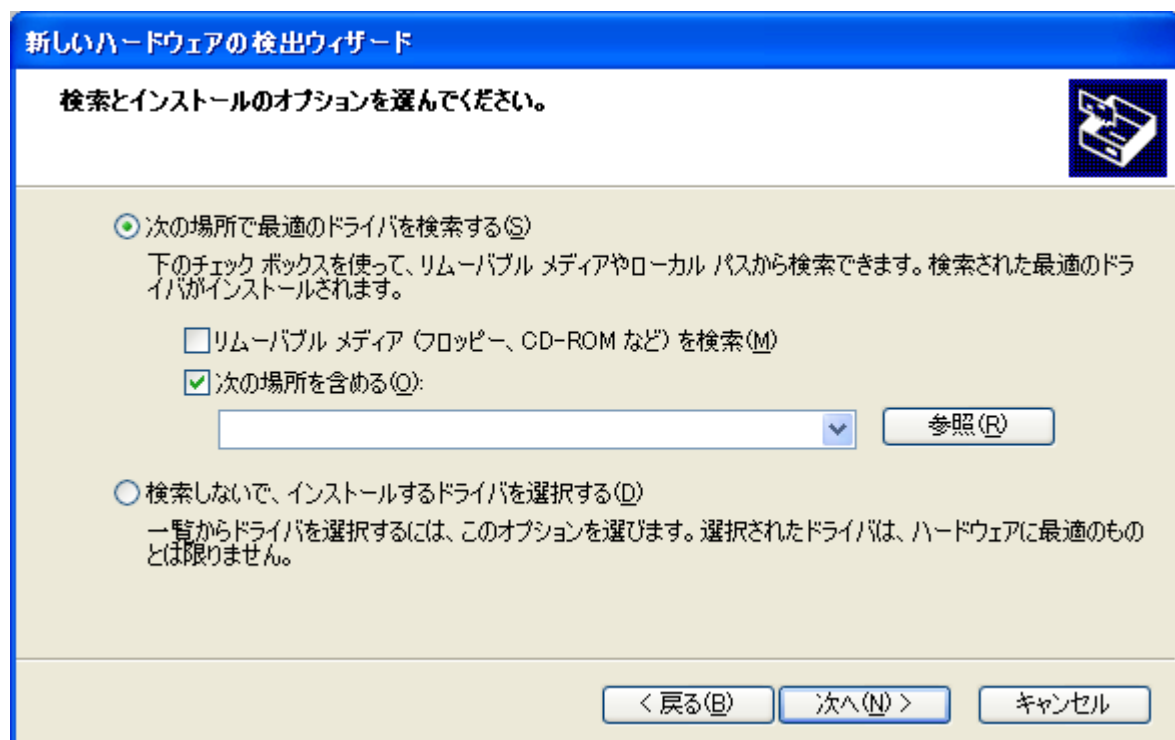 新しいハードウェアの検出ウィザード
検索とインストールのオプションを選んでください。
次の場所で最適のドライバを検索する(S)
下のチェック ボックスを使って、リムーバブル メディアやローカル パスから検索できます。検索された最適のドラ
イバがインストールされます。
リムーバブル メディア (フロッピー、CD-ROM など) を検索(M)
次の場所を含める(O):
参照(R)
検索しないで、インストールするドライバを選択する(D)
一覧からドライバを選択するには、このオプションを選びます。選択されたドライバは、ハードウェアに最適のもの
とは限りません。
< 戻る(B)
次へ(N) >
キャンセル